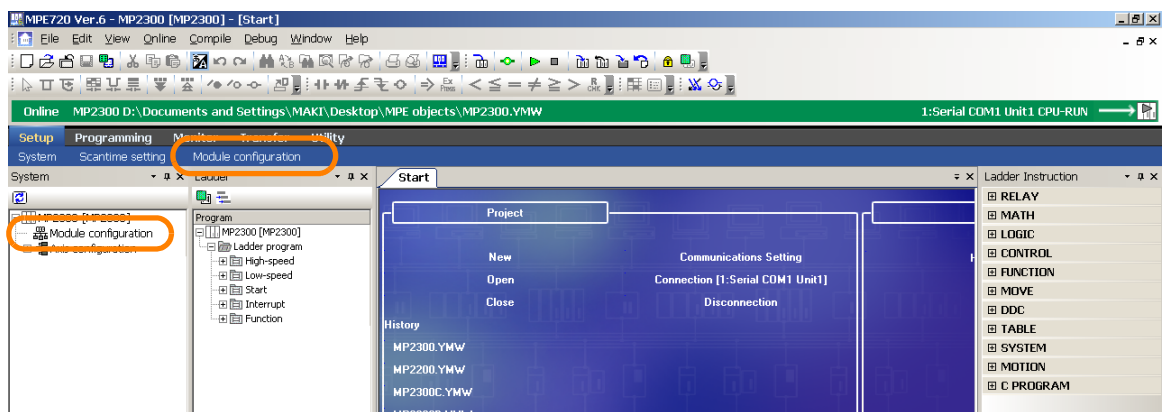 MPE720 Ver.6 - MP2300 [MP2300] - [Start]
File Edit View Online Compile Debug Window Help
Online MP2300 D:\Documents and Settings\MAKI\Desktop\MPE objects\MP2300.YMW 1:Serial COM1 Unit1 CPU-RUN
Setup Programming Monitor Transfer Utility
System Scantime setting Module configuration
System Ladder Start Ladder Instruction
MP2300 [MP2300]
Module configuration
Axis configuration
Program
MP2300 [MP2300]
Ladder program
High-speed
Low-speed
Start
Interrupt
Function
Project
New Communications Setting
Open Connection [1:Serial COM1 Unit1]
Close Disconnection
History
MP2300.YMW
MP2200.YMW
MP2300C.YMW
RELAY
MATH
LOGIC
CONTROL
FUNCTION
MOVE
DDC
TABLE
SYSTEM
MOTION
C PROGRAM